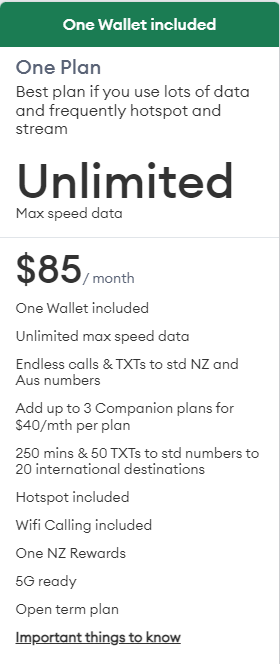 One Wallet included
One Plan
Best plan if you use lots of data
and frequently hotspot and
stream
Unlimited
Max speed data
$85/ month
One Wallet included
Unlimited max speed data
Endless calls & TXTs to std NZ and
Aus numbers
Add up to 3 Companion plans for
$40/mth per plan
250 mins & 50 TXTs to std numbers to
20 international destinations
Hotspot included
Wifi Calling included
One NZ Rewards
5G ready
Open term plan
Important things to know